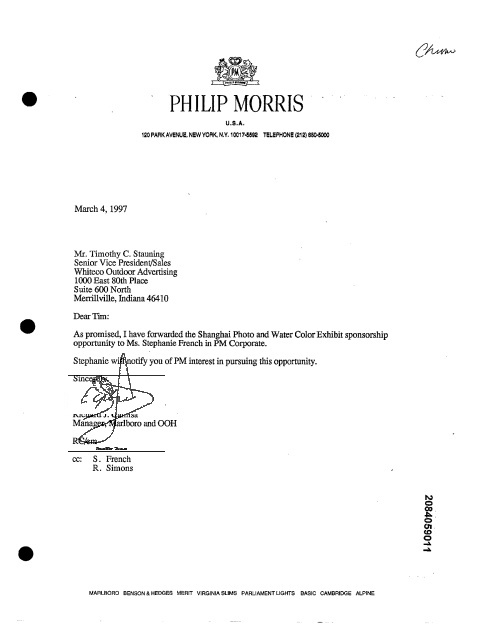 PM
PHILIP MORRIS
U.S.A.
120 PARK AVENUE, NEW YORK, N.Y. 10017-5592 TELEPHONE (212) 880-5000
March 4, 1997
Mr. Timothy C. Stauning
Senior Vice President/Sales
Whiteco Outdoor Advertising
1000 East 80th Place
Suite 600 North
Merrillville, Indiana 46410
Dear Tim:
As promised, I have forwarded the Shanghai Photo and Water Color Exhibit sponsorship
opportunity to Ms. Stephanie French in PM Corporate.
Stephanie will notify you of PM interest in pursuing this opportunity.
Sincerely,
Manager, Marlboro and OOH
cc: S. French
R. Simons
2084059011
MARLBORO BENSON & HEDGES MERIT VIRGINIA SLIMS PARLIAMENT LIGHTS BASIC CAMBRIDGE ALPINE